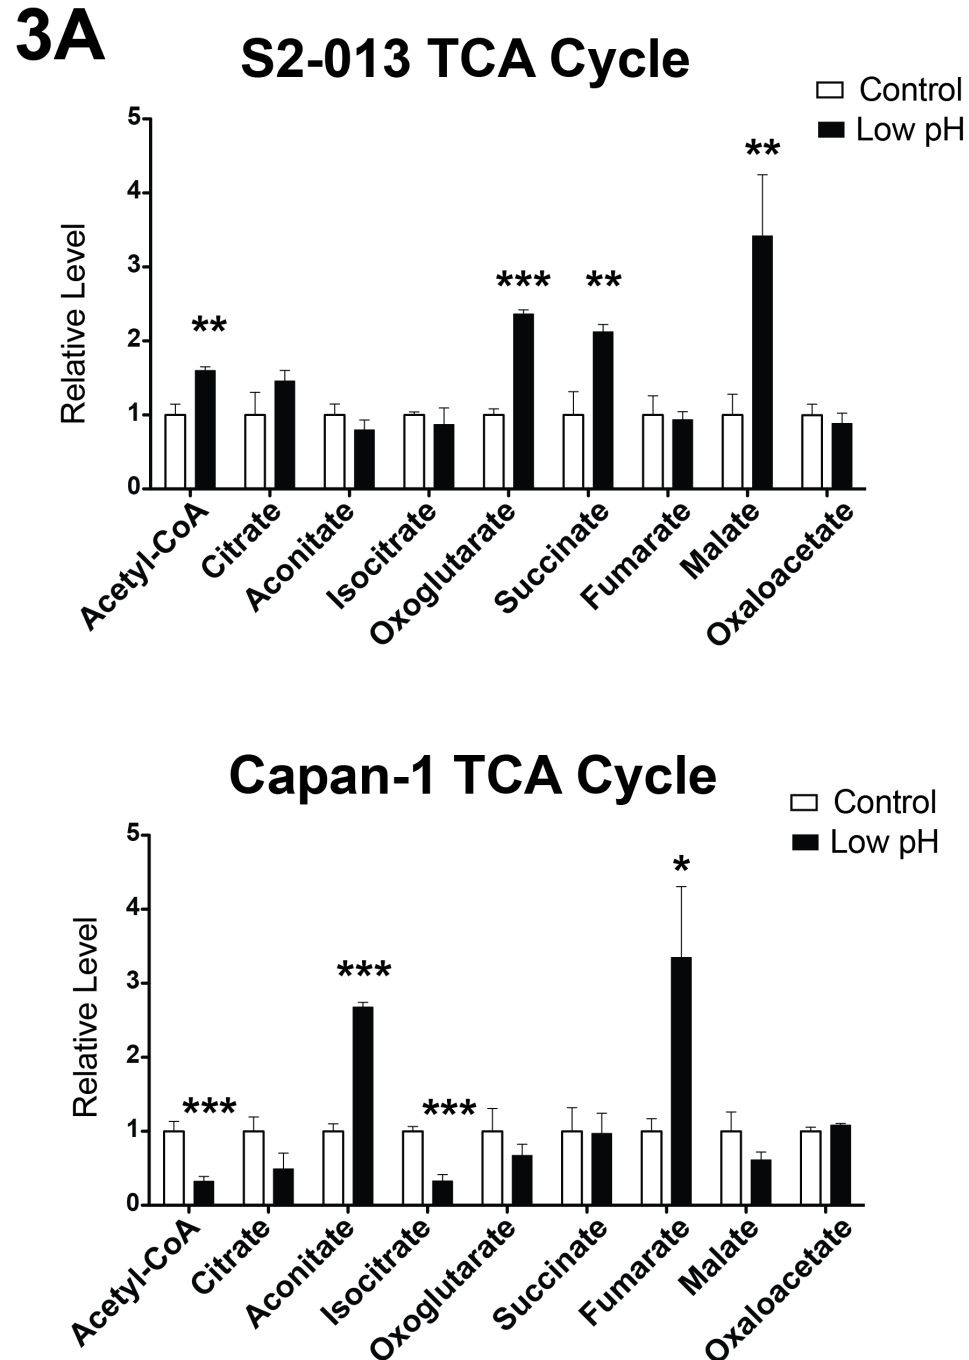 3A
S2-013 TCA Cycle
Control
Low pH
Relative Level
5
4
3
2
1
0
**
***
**
**
Acetyl-CoA
Citrate
Aconitate
Isocitrate
Oxoglutarate
Succinate
Fumarate
Malate
Oxaloacetate
Capan-1 TCA Cycle
Control
Low pH
Relative Level
5
4
3
2
1
0
***
***
***
*
Acetyl-CoA
Citrate
Aconitate
Isocitrate
Oxoglutarate
Succinate
Fumarate
Malate
Oxaloacetate